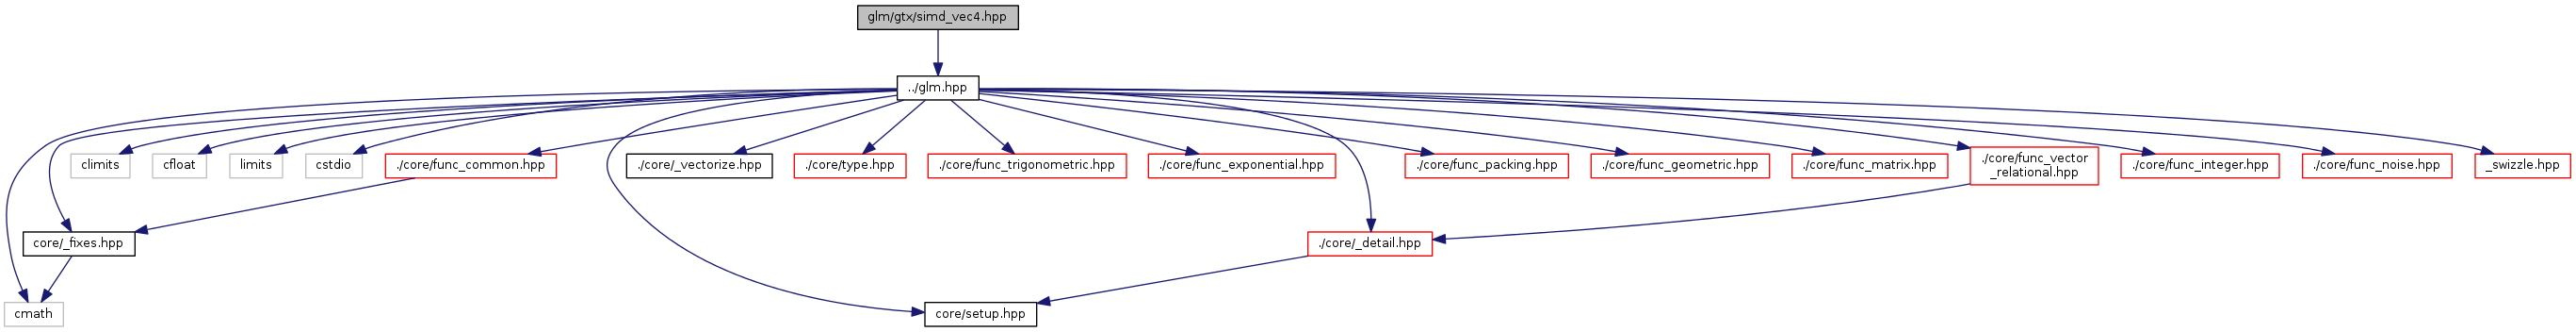 glm/gtx/simd_vec4.hpp
../glm.hpp
climits
cfloat
limits
cstdio
./core/func_common.hpp
./core/_vectorize.hpp
./core/type.hpp
./core/func_trigonometric.hpp
./core/func_exponential.hpp
./core/func_packing.hpp
./core/func_geometric.hpp
./core/func_matrix.hpp
./core/func_vector
_relational.hpp
./core/func_integer.hpp
./core/func_noise.hpp
_swizzle.hpp
core/_fixes.hpp
./core/_detail.hpp
cmath
core/setup.hpp